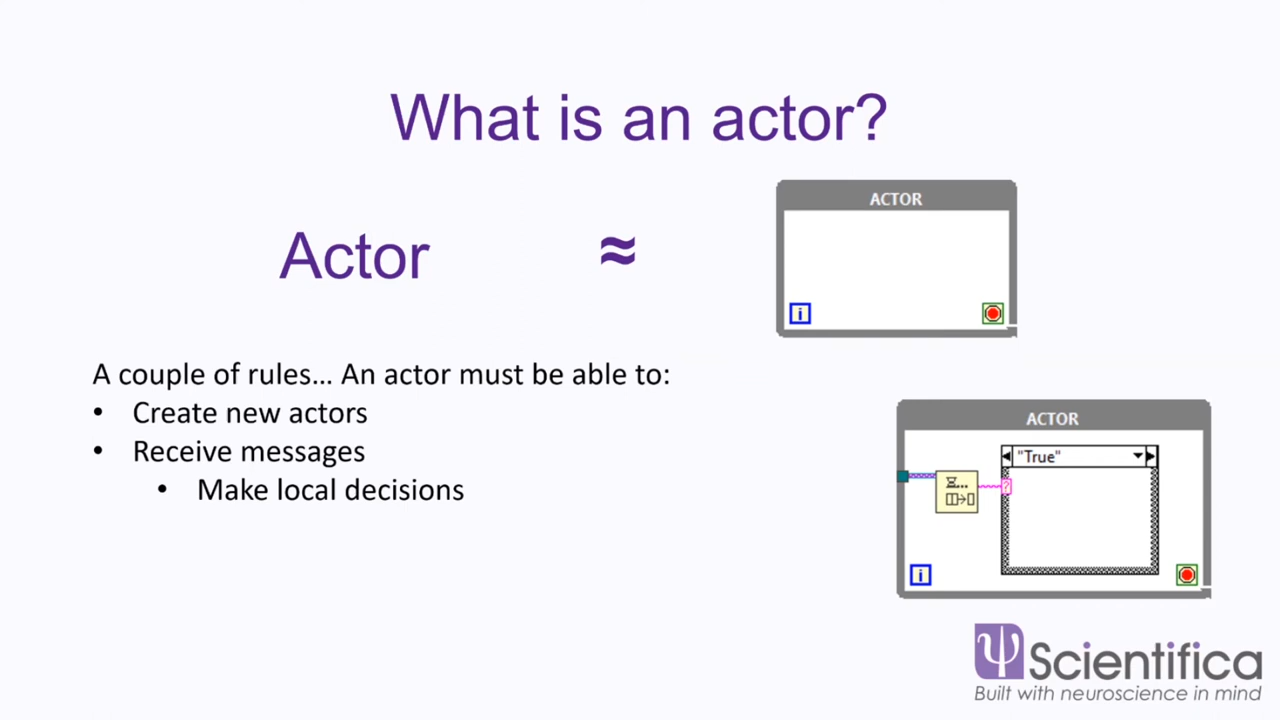 What is an actor?
Actor ≈
ACTOR
i
A couple of rules... An actor must be able to:
• Create new actors
• Receive messages
• Make local decisions
ACTOR
"True"
?
i
ψ Scientifica
Built with neuroscience in mind